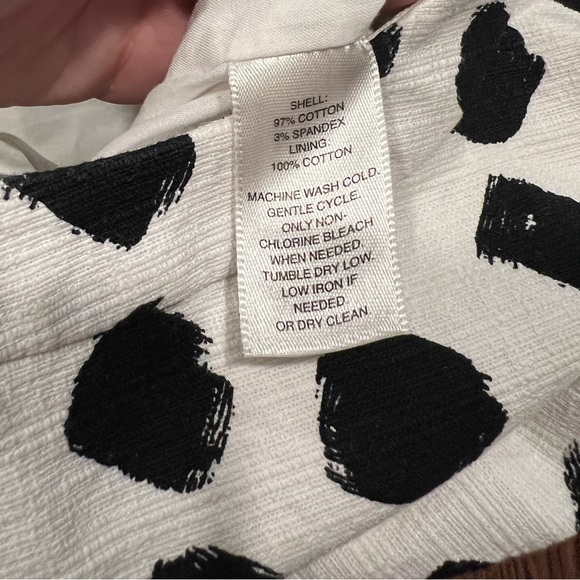 SHELL:
97% COTTON
3% SPANDEX
LINING:
100% COTTON
MACHINE WASH COLD.
GENTLE CYCLE.
ONLY NON-
CHLORINE BLEACH
WHEN NEEDED.
TUMBLE DRY LOW.
LOW IRON IF
NEEDED
OR DRY CLEAN